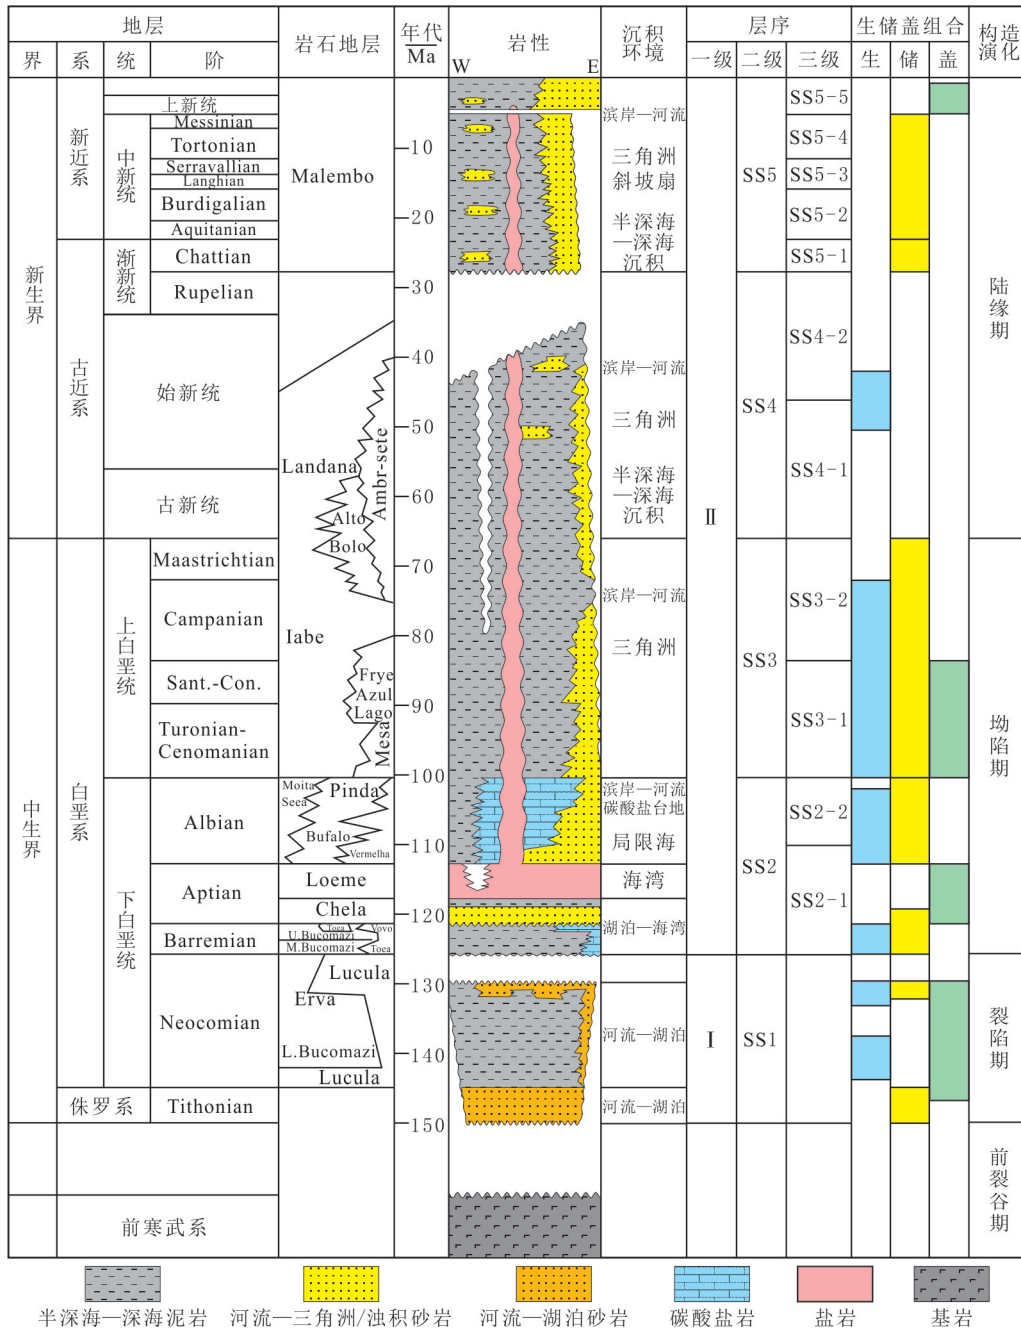 地层
岩石地层
年代
Ma
岩性
W
E
沉积
环境
层序
生储盖组合
构造
演化
界
系
统
阶
一级
二级
三级
生
储
盖
新生界
新近系
上新统
中新统
Messinian
Tortonian
Serravallian
Langhian
Burdigalian
Aquitanian
古近系
渐新统
Chattian
Rupelian
始新统
古新统
中生界
白垩系
上白垩统
Maastrichtian
Campanian
Sant.-Con.
Turonian-
Cenomanian
下白垩统
Albian
Aptian
Barremian
Neocomian
侏罗系
Tithonian
前寒武系
Malembo
Landana
Ambr-sete
Alto
Bolo
Iabe
Frye
Azul
Lago
Mesa
Moita
Seea
Pinda
Bufalo
Vermelha
Loeme
Chela
Toca
Vovo
U.Bucomazi
M.Bucomazi
Toea
Lucula
Erva
L.Bucomazi
Lucula
10
20
30
40
50
60
70
80
90
100
110
120
130
140
150
滨岸—河流
三角洲
斜坡扇
半深海
—深海
沉积
滨岸—河流
三角洲
半深海
—深海
沉积
滨岸—河流
三角洲
滨岸—河流
碳酸盐台地
局限海
海湾
湖泊—海湾
河流—湖泊
河流—湖泊
Ⅱ
Ⅰ
SS5
SS4
SS3
SS2
SS1
SS5-5
SS5-4
SS5-3
SS5-2
SS5-1
SS4-2
SS4-1
SS3-2
SS3-1
SS2-2
SS2-1
陆缘期
坳陷期
裂陷期
前裂谷期
半深海—深海泥岩
河流—三角洲/浊积砂岩
河流—湖泊砂岩
碳酸盐岩
盐岩
基岩